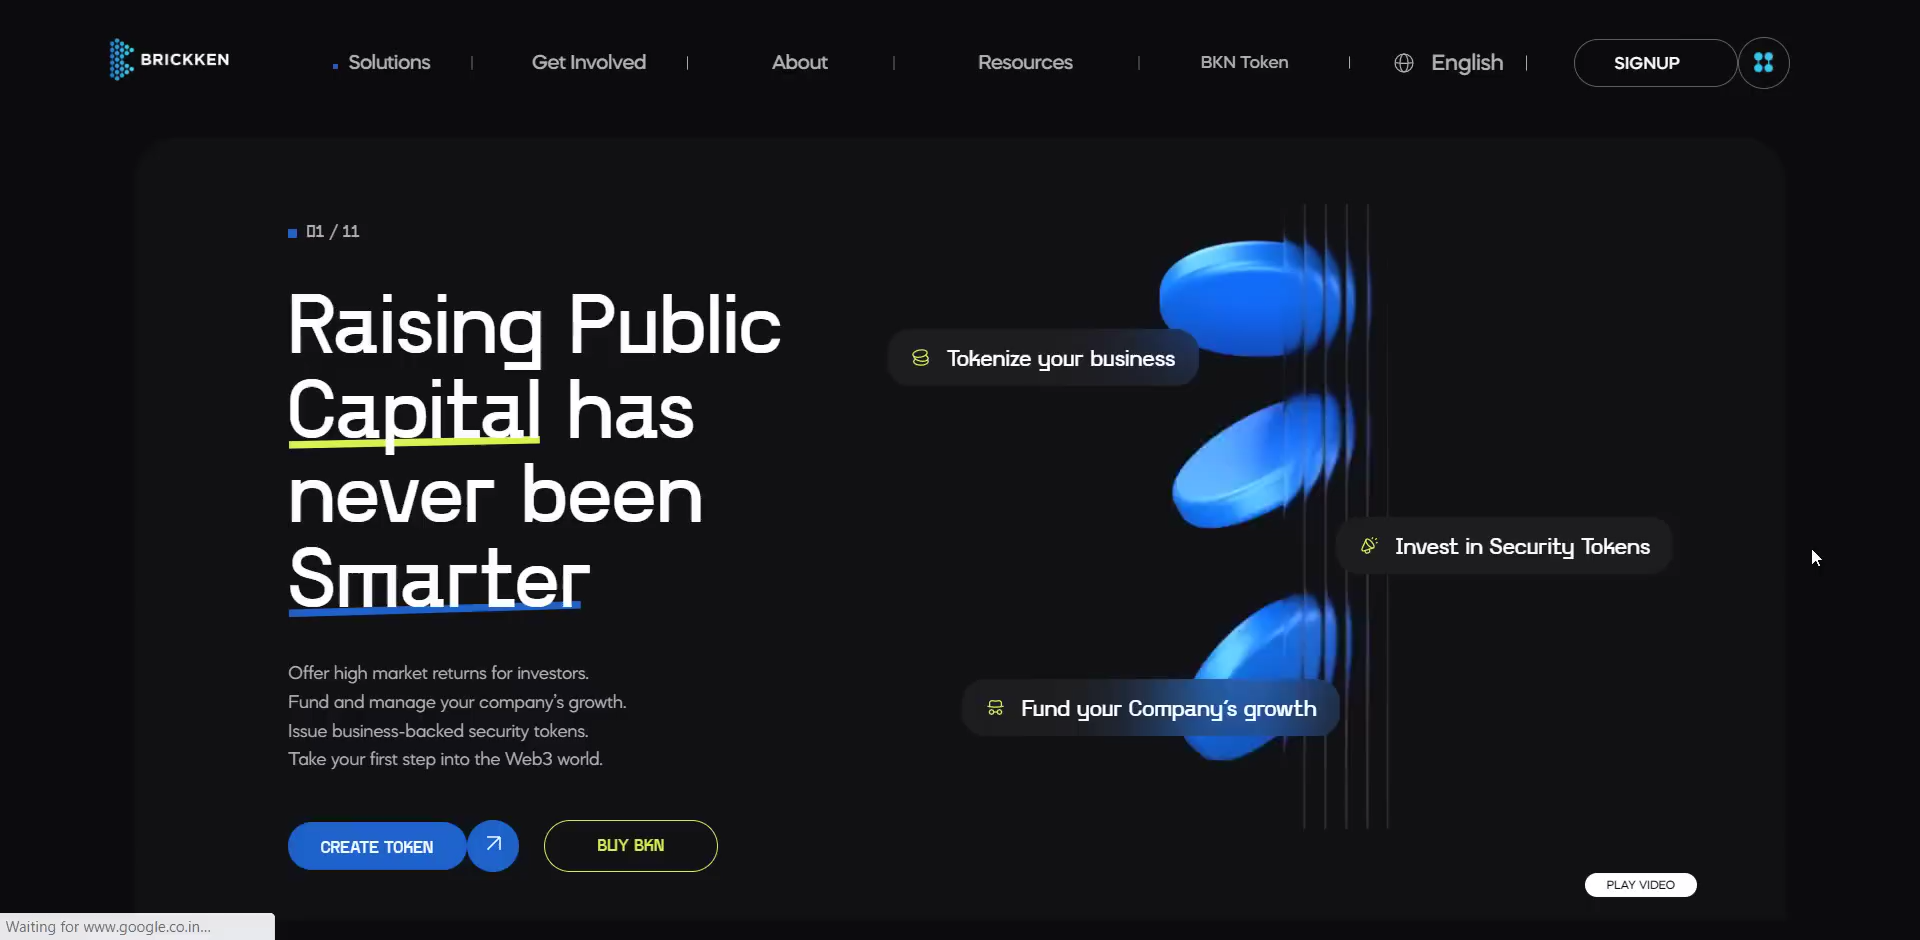 BRICKKEN
Solutions
Get Involved
About
Resources
BKN Token
English
SIGNUP
01 / 11
Raising Public
Capital has
never been
Smarter
Tokenize your business
Invest in Security Tokens
Fund your Company's growth
Offer high market returns for investors.
Fund and manage your company's growth.
Issue business-backed security tokens.
Take your first step into the Web3 world.
CREATE TOKEN
BUY BKN
PLAY VIDEO
Waiting for www.google.co.in...